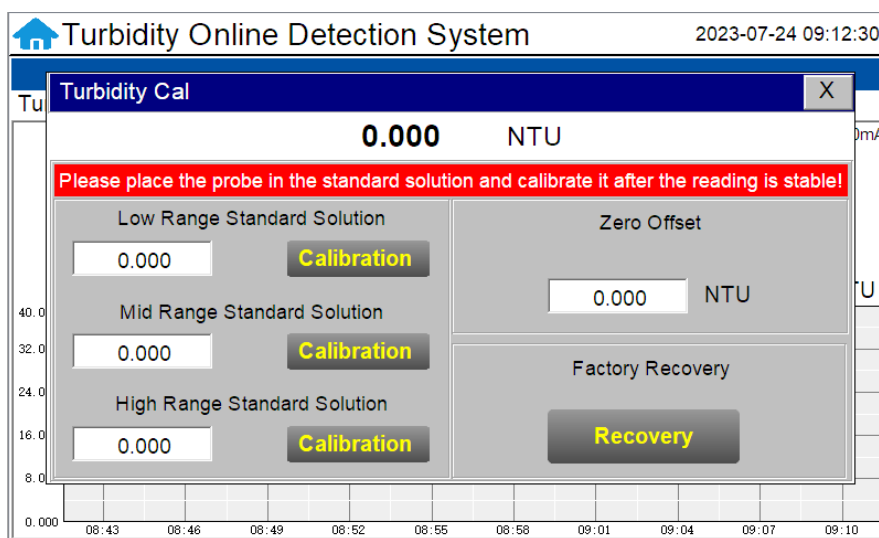 Turbidity Online Detection System 2023-07-24 09:12:30
Tu
Turbidity Cal X
0.000 NTU
0mA
Please place the probe in the standard solution and calibrate it after the reading is stable!
Low Range Standard Solution
0.000 Calibration
Mid Range Standard Solution
0.000 Calibration
High Range Standard Solution
0.000 Calibration
Zero Offset
0.000 NTU
Factory Recovery
Recovery
TU
40.0
32.0
24.0
16.0
8.0
0.000
08:43 08:46 08:49 08:52 08:55 08:58 09:01 09:04 09:07 09:10